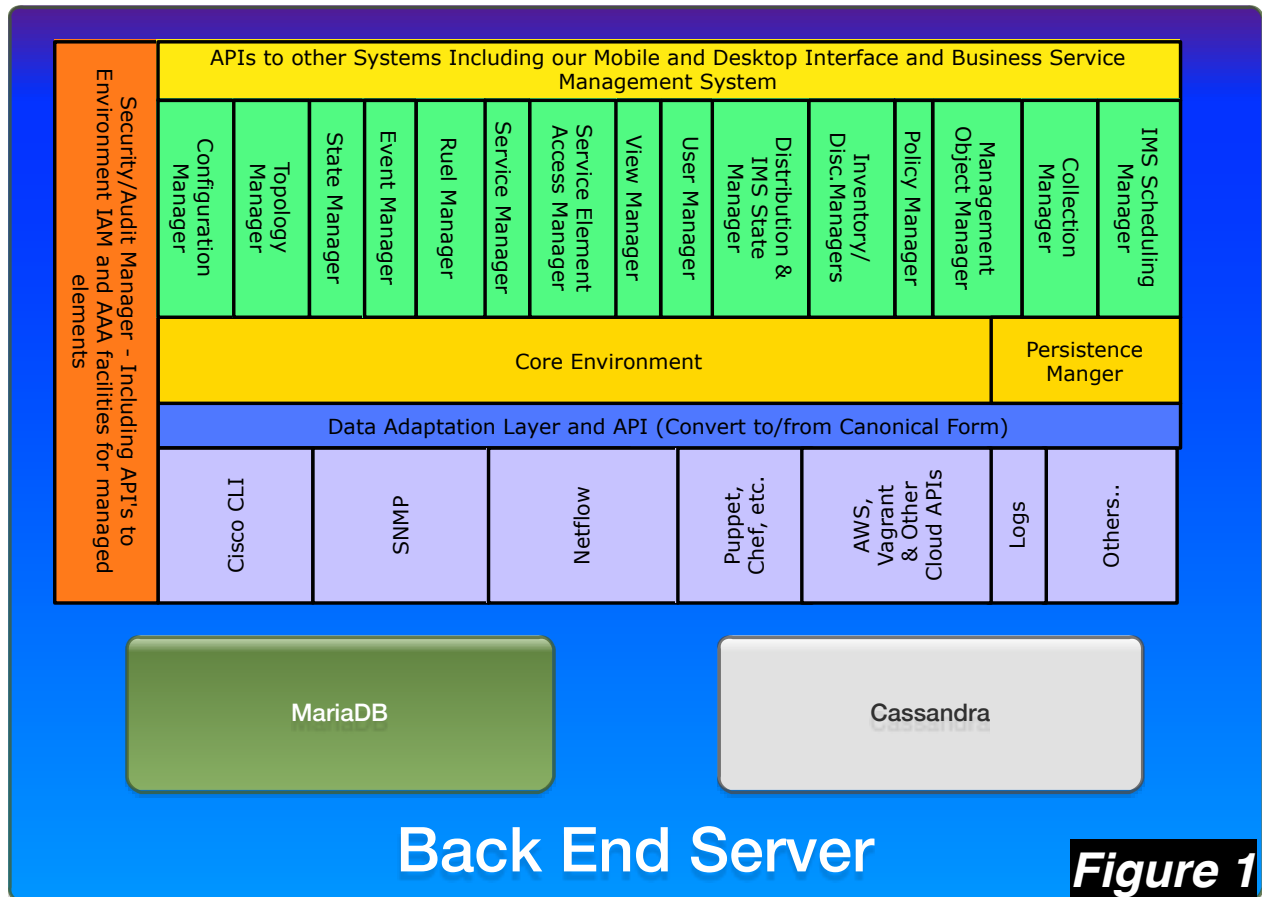 APIs to other Systems Including our Mobile and Desktop Interface and Business Service
Management System
Security/Audit Manager - Including API's to
Environment IAM and AAA facilities for managed
elements
Configuration
Manager
Topology
Manager
State Manager
Event Manager
Ruel Manager
Service Manager
Service Element
Access Manager
View Manager
User Manager
Distribution &
IMS State
Manager
Inventory/
Disc.Managers
Policy Manager
Management
Object Manager
Collection
Manager
IMS Scheduling
Manager
Core Environment
Persistence
Manger
Data Adaptation Layer and API (Convert to/from Canonical Form)
Cisco CLI
SNMP
Netflow
Puppet,
Chef, etc.
AWS,
Vagrant
& Other
Cloud APIs
Logs
Others..
MariaDB
Cassandra
Back End Server
Figure 1